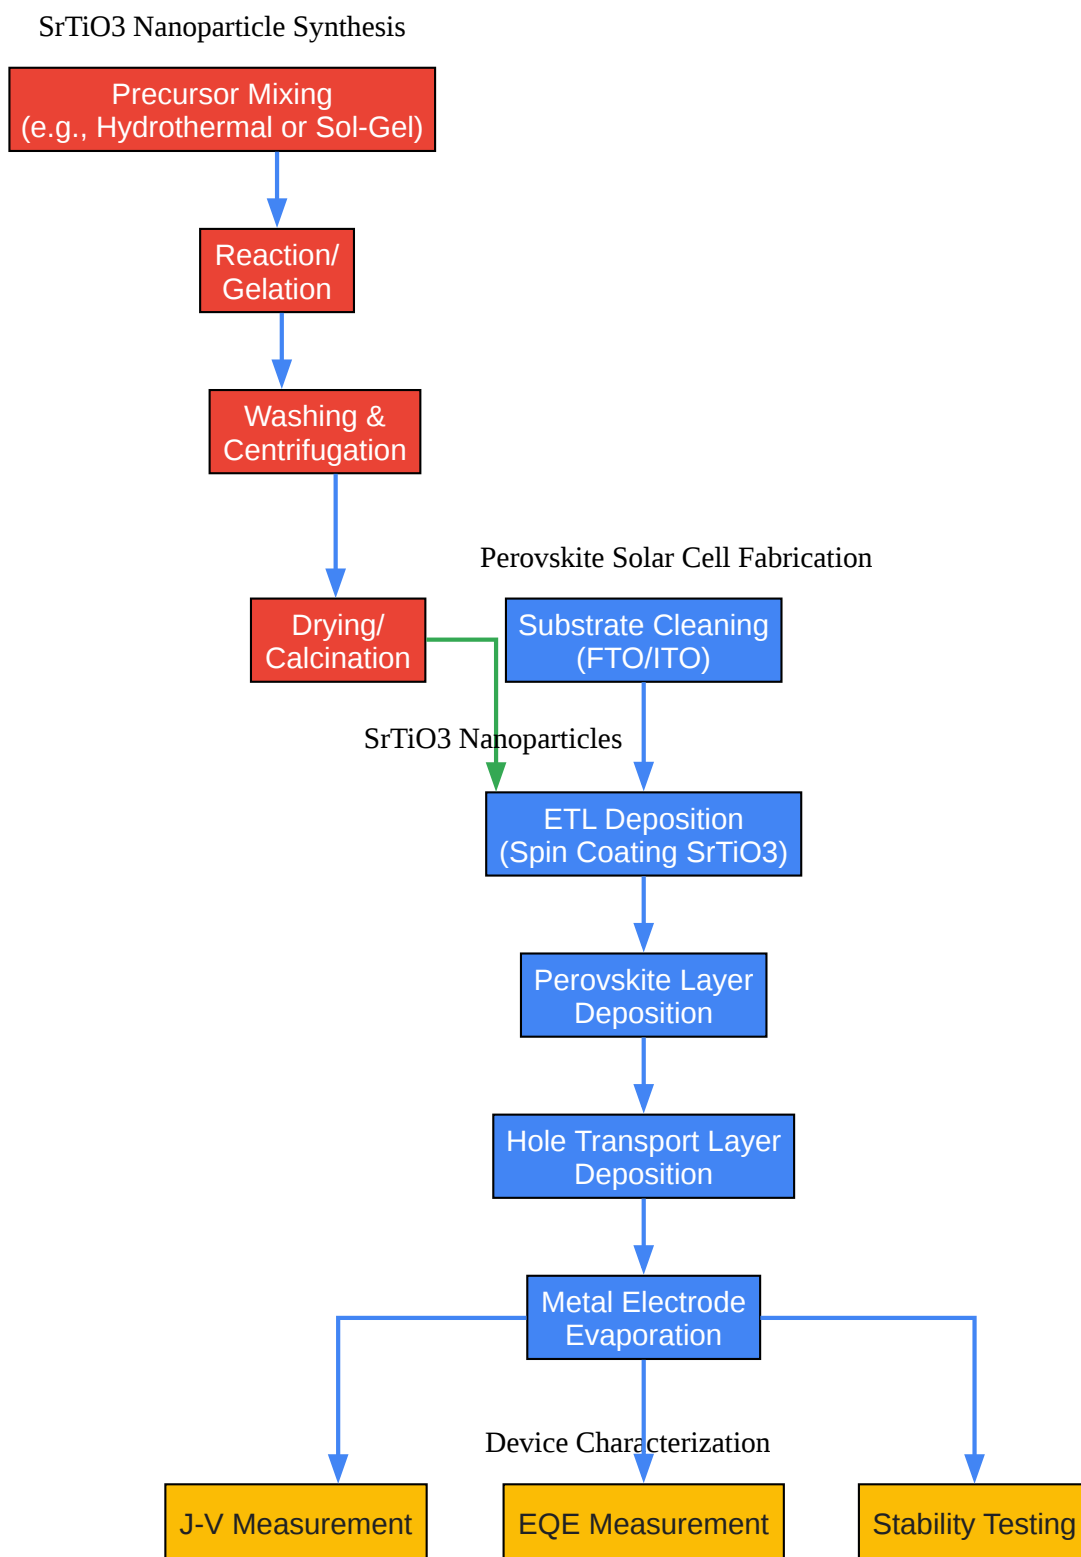 SrTiO3 Nanoparticle Synthesis
Precursor Mixing
(e.g., Hydrothermal or Sol-Gel)
Reaction/
Gelation
Washing &
Centrifugation
Drying/
Calcination
Perovskite Solar Cell Fabrication
Substrate Cleaning
(FTO/ITO)
SrTiO3 Nanoparticles
ETL Deposition
(Spin Coating SrTiO3)
Perovskite Layer
Deposition
Hole Transport Layer
Deposition
Metal Electrode
Evaporation
Device Characterization
J-V Measurement
EQE Measurement
Stability Testing